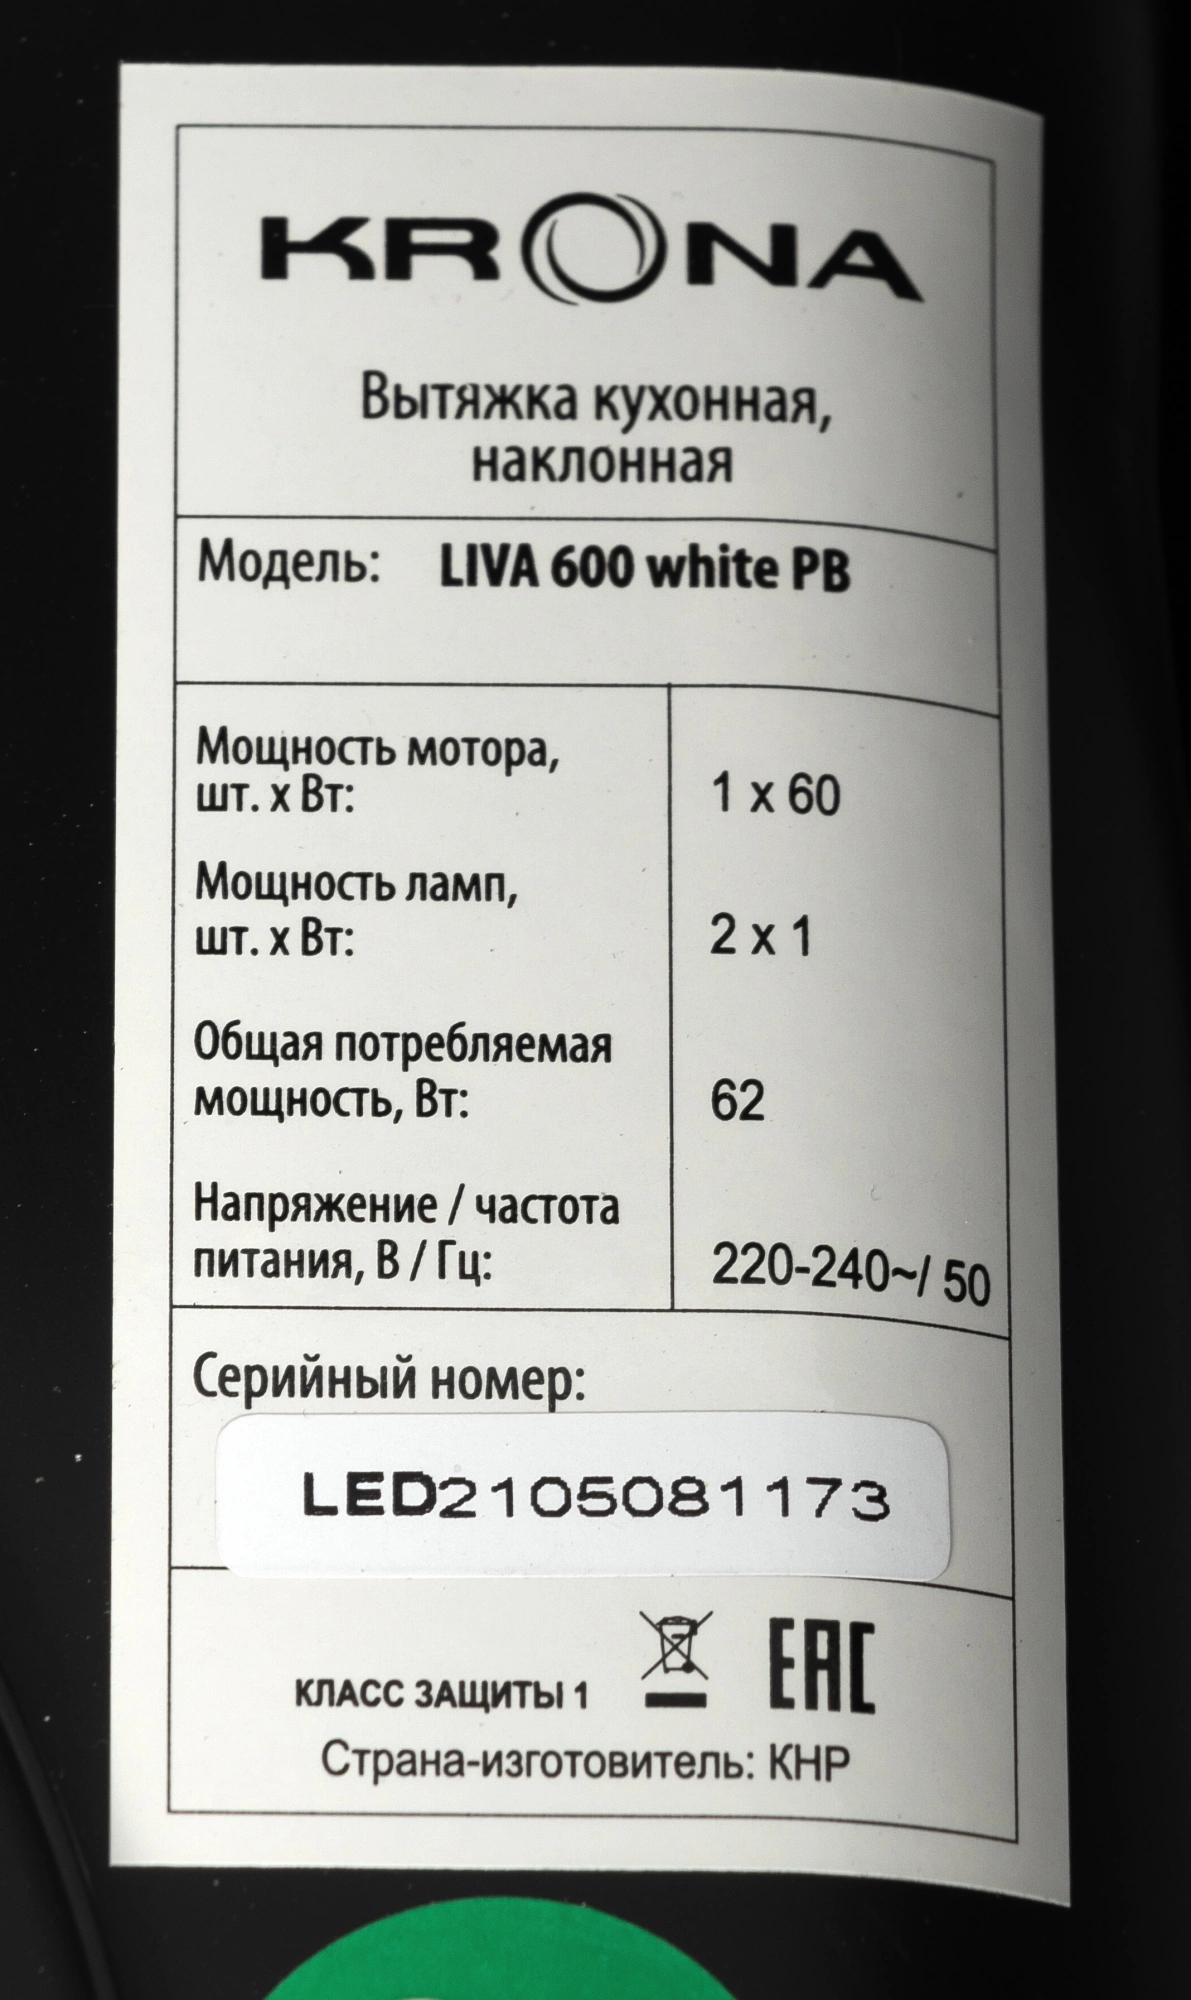 KRONA
Вытяжка кухонная,
наклонная
Модель: LIVA 600 white PB
Мощность мотора,
шт. x Вт:
1 x 60
Мощность ламп,
шт. x Вт:
2 x 1
Общая потребляемая
мощность, Вт:
62
Напряжение / частота
питания, В / Гц:
220-240~/ 50
Серийный номер:
LED2105081173
КЛАСС ЗАЩИТЫ 1 EAC
Страна-изготовитель: КНР